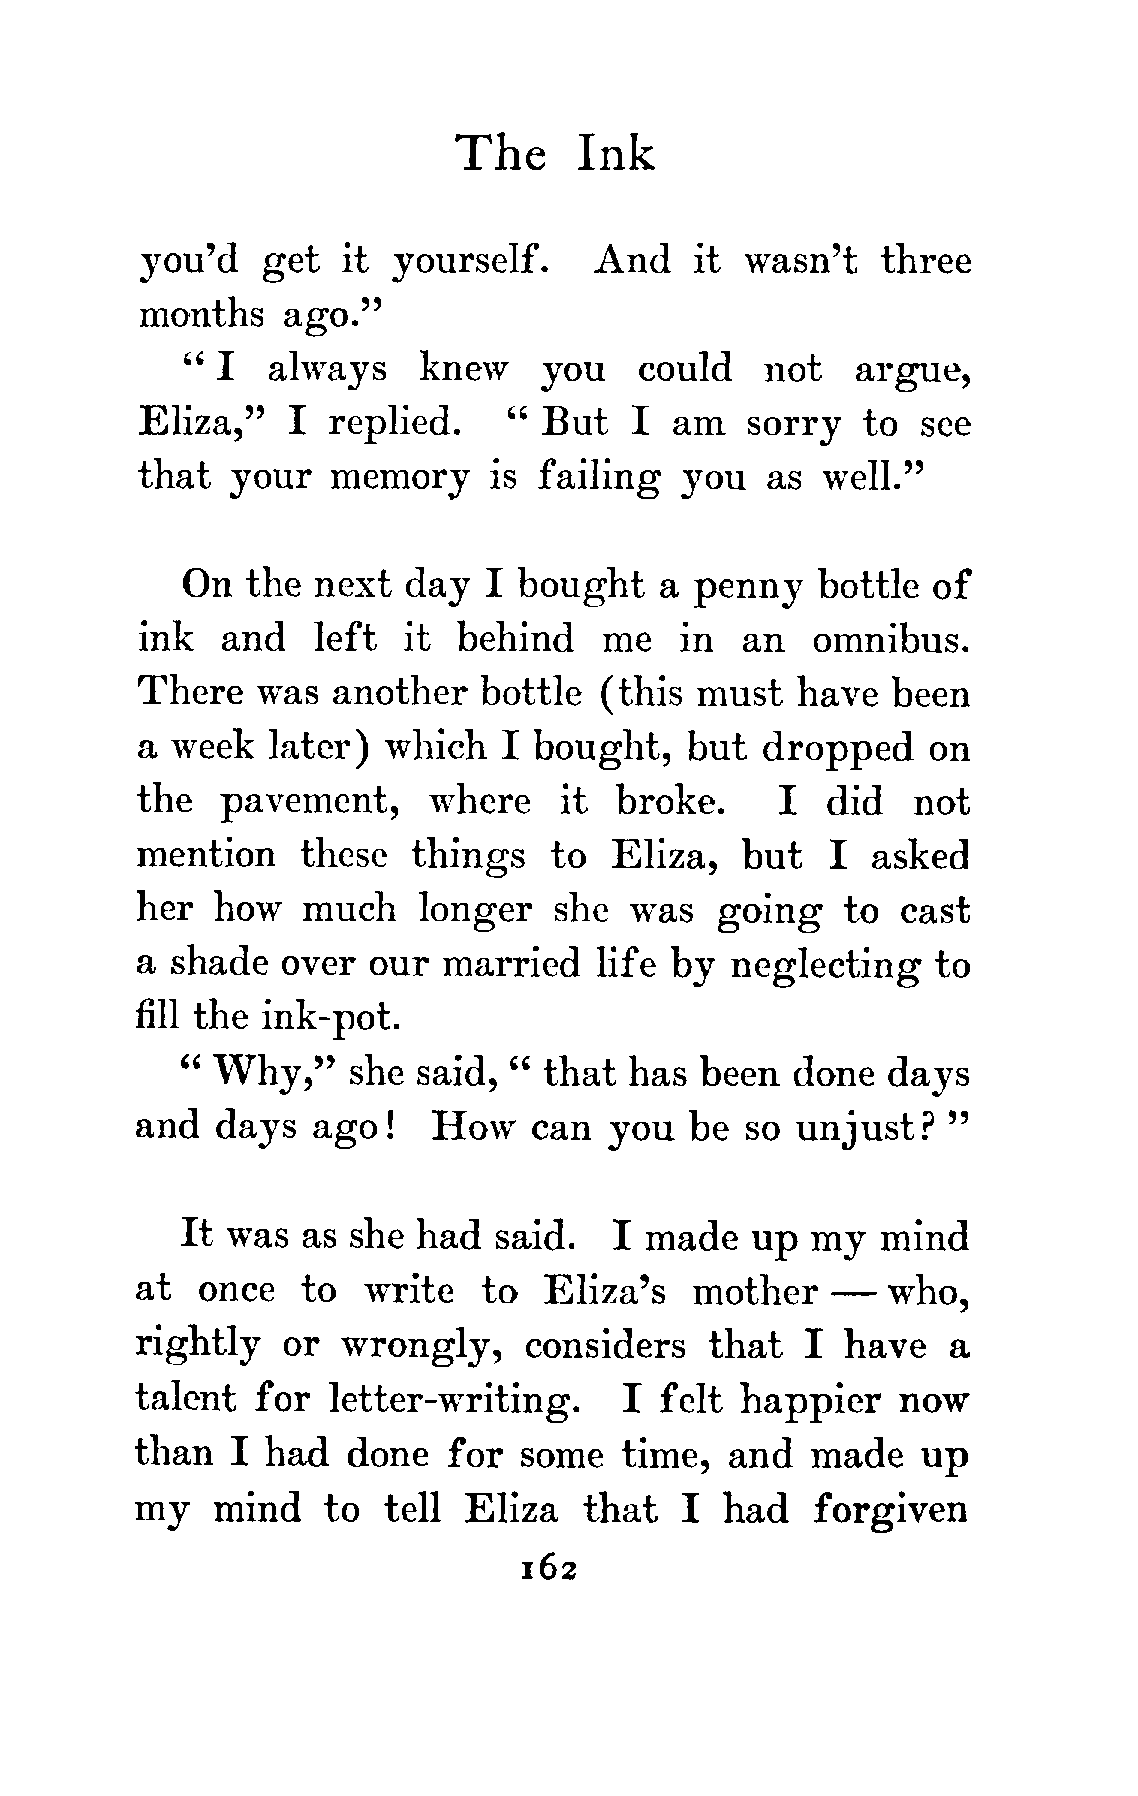 The Ink
you'd get it yourself. And it wasn't three
months ago."
" I always knew you could not argue,
Eliza," I replied. " But I am sorry to see
that your memory is failing you as well."
On the next day I bought a penny bottle of
ink and left it behind me in an omnibus.
There was another bottle (this must have been
a week later) which I bought, but dropped on
the pavement, where it broke. I did not
mention these things to Eliza, but I asked
her how much longer she was going to cast
a shade over our married life by neglecting to
fill the ink-pot.
" Why," she said, " that has been done days
and days ago! How can you be so unjust? "
It was as she had said. I made up my mind
at once to write to Eliza's mother — who,
rightly or wrongly, considers that I have a
talent for letter-writing. I felt happier now
than I had done for some time, and made up
my mind to tell Eliza that I had forgiven
162